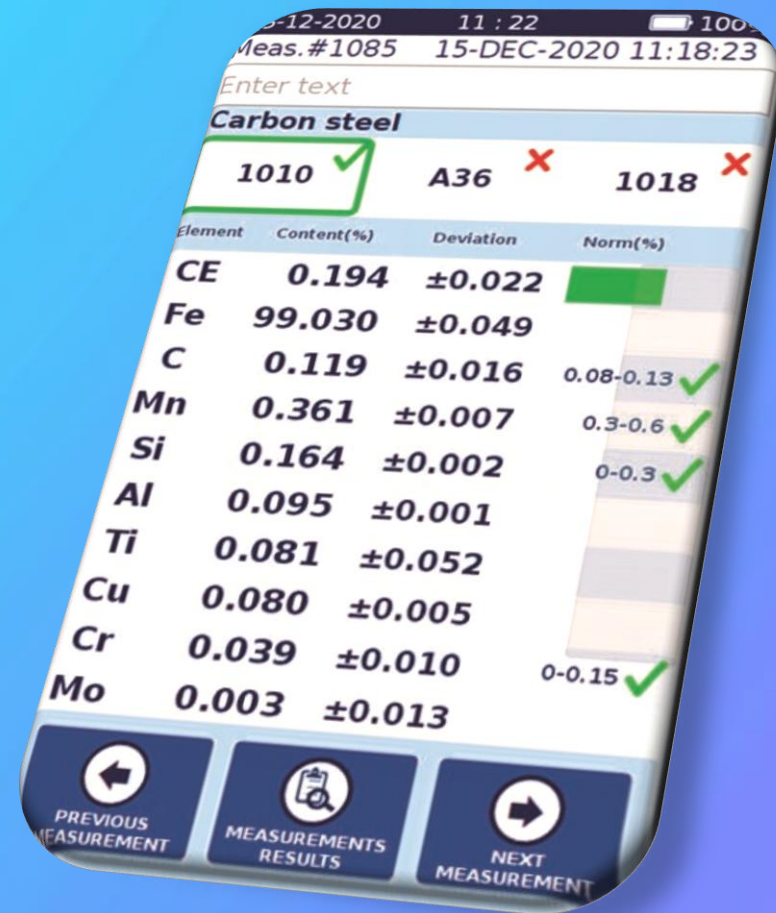 -12-2020 11 : 22 100%
Meas.#1085 15-DEC-2020 11:18:23
Enter text
Carbon steel
1010 A36 1018
Element Content(%) Deviation Norm(%)
CE 0.194 ±0.022
Fe 99.030 ±0.049
C 0.119 ±0.016 0.08-0.13
Mn 0.361 ±0.007 0.3-0.6
Si 0.164 ±0.002 0-0.3
Al 0.095 ±0.001
Ti 0.081 ±0.052
Cu 0.080 ±0.005
Cr 0.039 ±0.010 0-0.15
Mo 0.003 ±0.013
PREVIOUS
MEASUREMENT
MEASUREMENTS
RESULTS
NEXT
MEASUREMENT